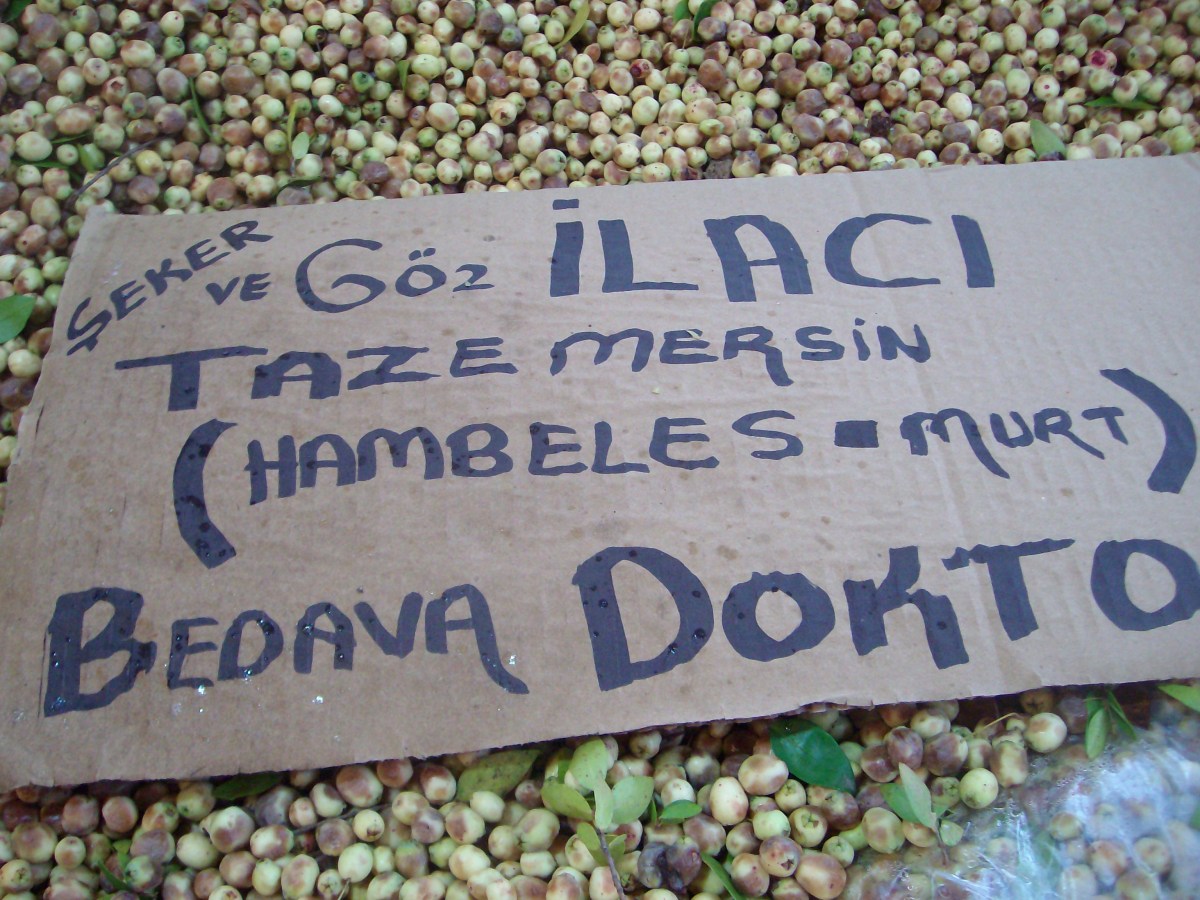 ŞEKER VE GÖZ İLACI
TAZE MERSİN
(HAMBELES - MURT)
BEDAVA DOKTO